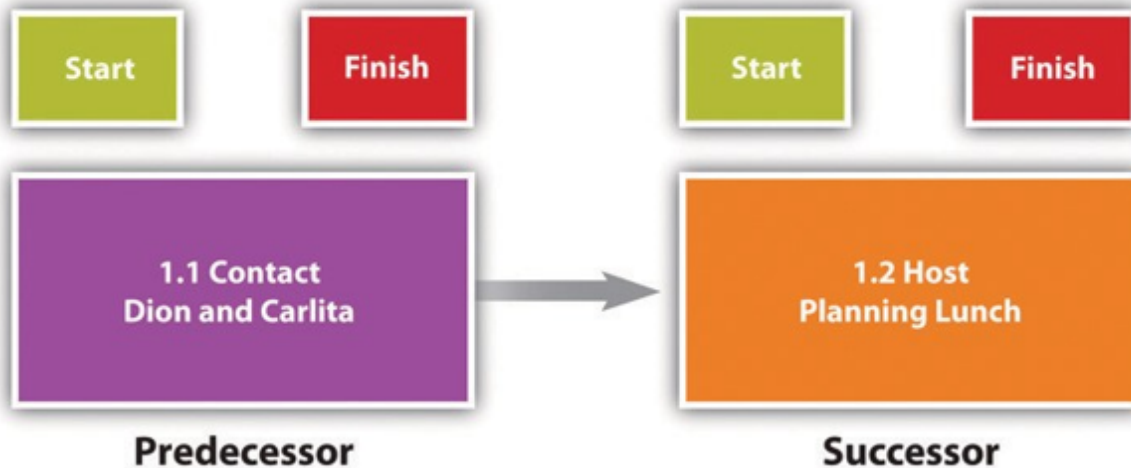 Start
Finish
Start
Finish
1.1 Contact
Dion and Carlita
1.2 Host
Planning Lunch
Predecessor
Successor